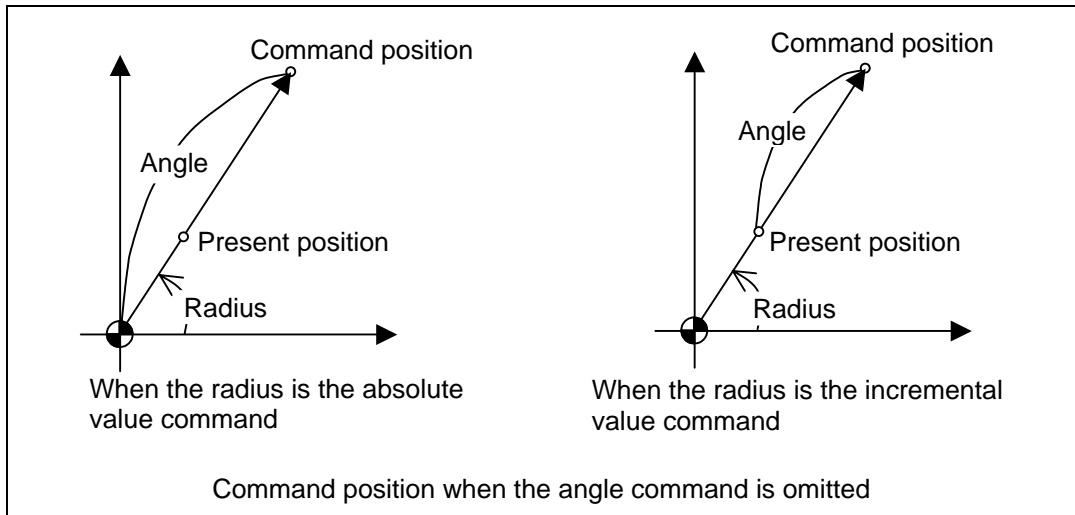 Command position
Angle
Present position
Radius
When the radius is the absolute
value command
Command position
Angle
Present position
Radius
When the radius is the incremental
value command
Command position when the angle command is omitted